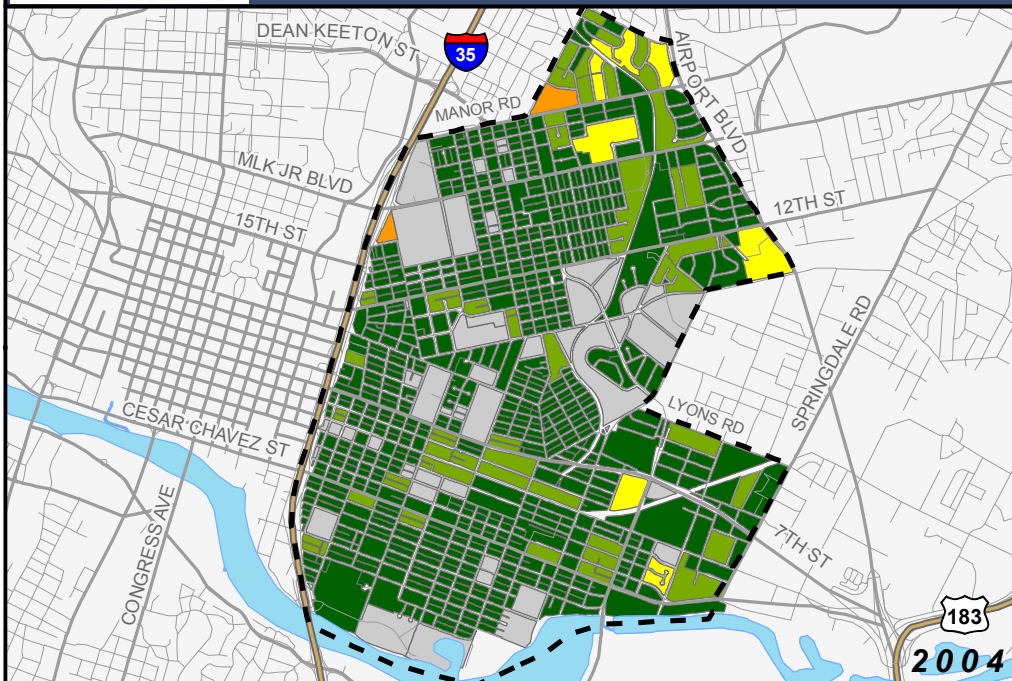 DEAN KEETON ST
35
AIRPORT BLVD
MANOR RD
MLK JR BLVD
12TH ST
15TH ST
SPRINGDALE RD
LYONS RD
CESAR CHAVEZ ST
CONGRESS AVE
7TH ST
183
2004